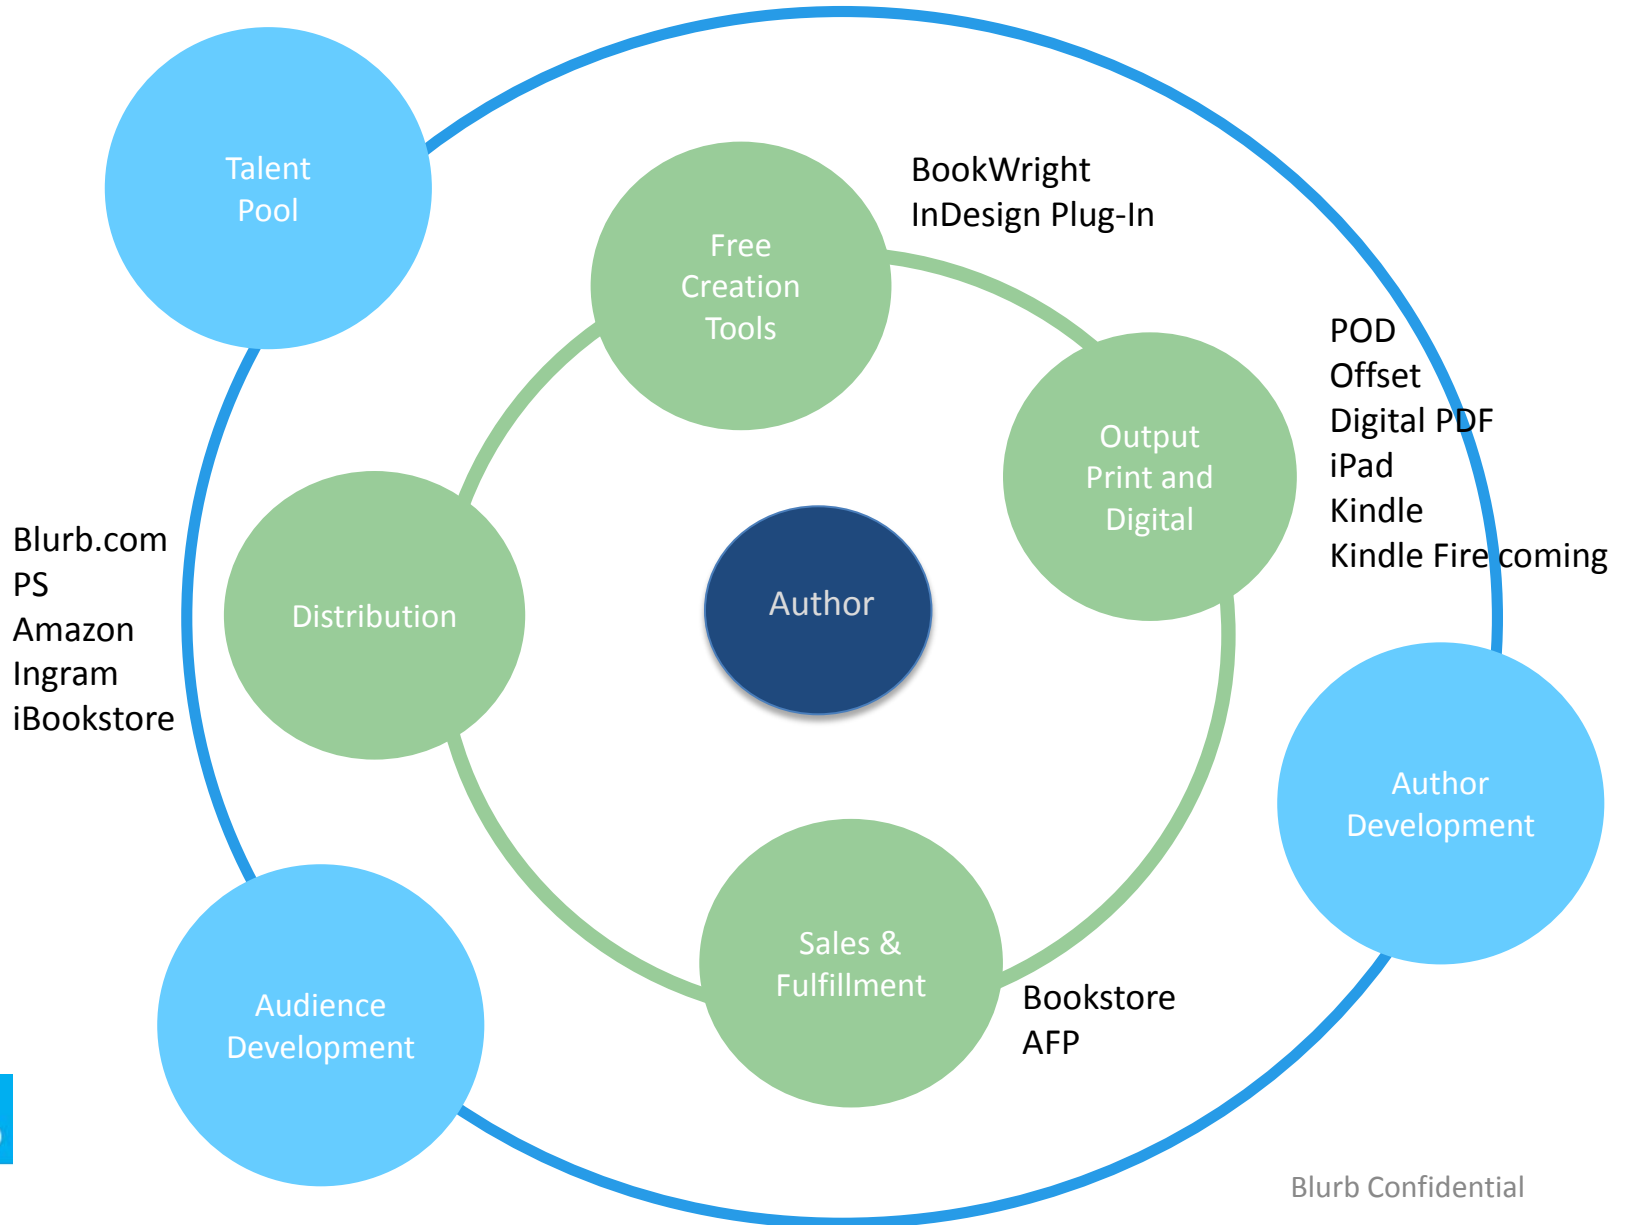 Talent
Pool
Free
Creation
Tools
BookWright
InDesign Plug-In
Output
Print and
Digital
POD
Offset
Digital PDF
iPad
Kindle
Kindle Fire coming
Blurb.com
PS
Amazon
Ingram
iBookstore
Distribution
Author
Author
Development
Sales &
Fulfillment
Bookstore
AFP
Audience
Development
Blurb Confidential